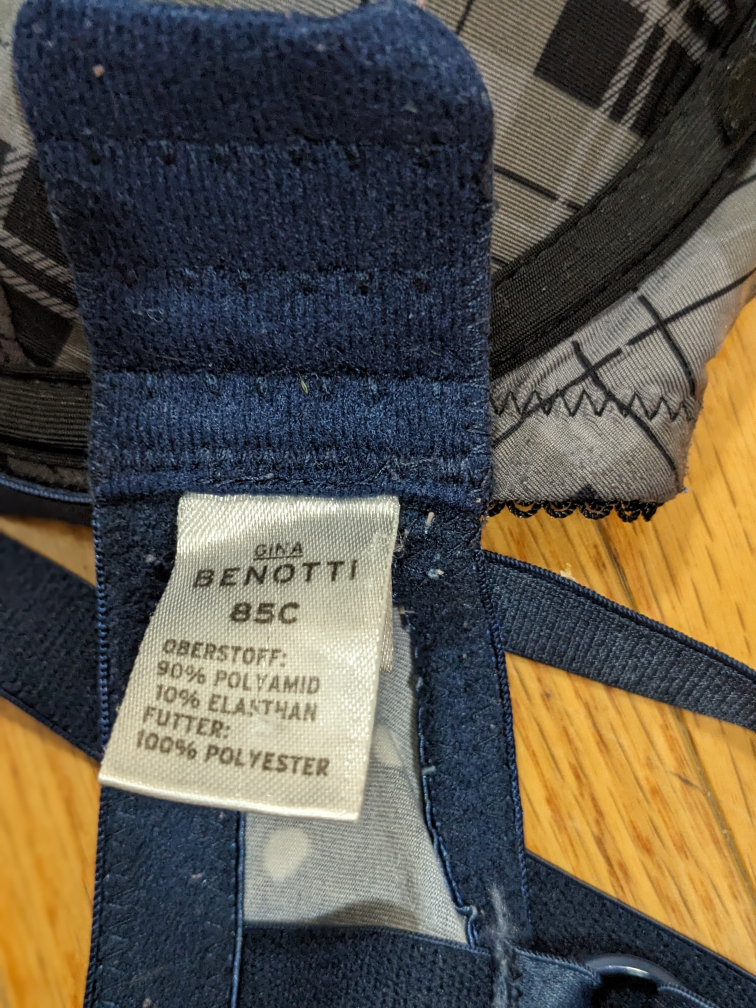 GINA
BENOTTI
85C
OBERSTOFF:
90% POLYAMID
10% ELASTHAN
FUTTER:
100% POLYESTER